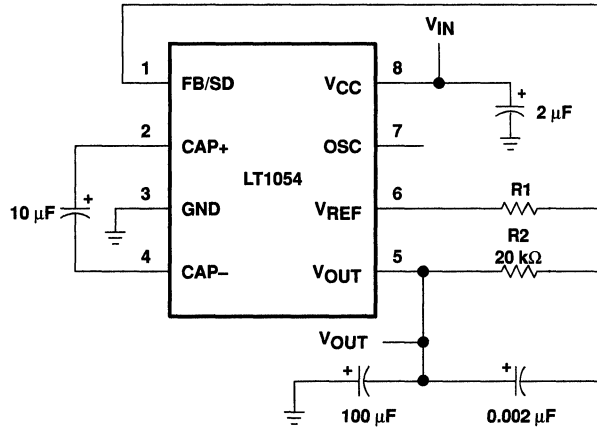 VIN
1 FB/SD VCC 8
+
2 µF
2 CAP+ OSC 7
+
10 µF
LT1054
3 GND VREF 6
R1
4 CAP– VOUT 5
R2
20 kΩ
VOUT
+ +
100 µF 0.002 µF